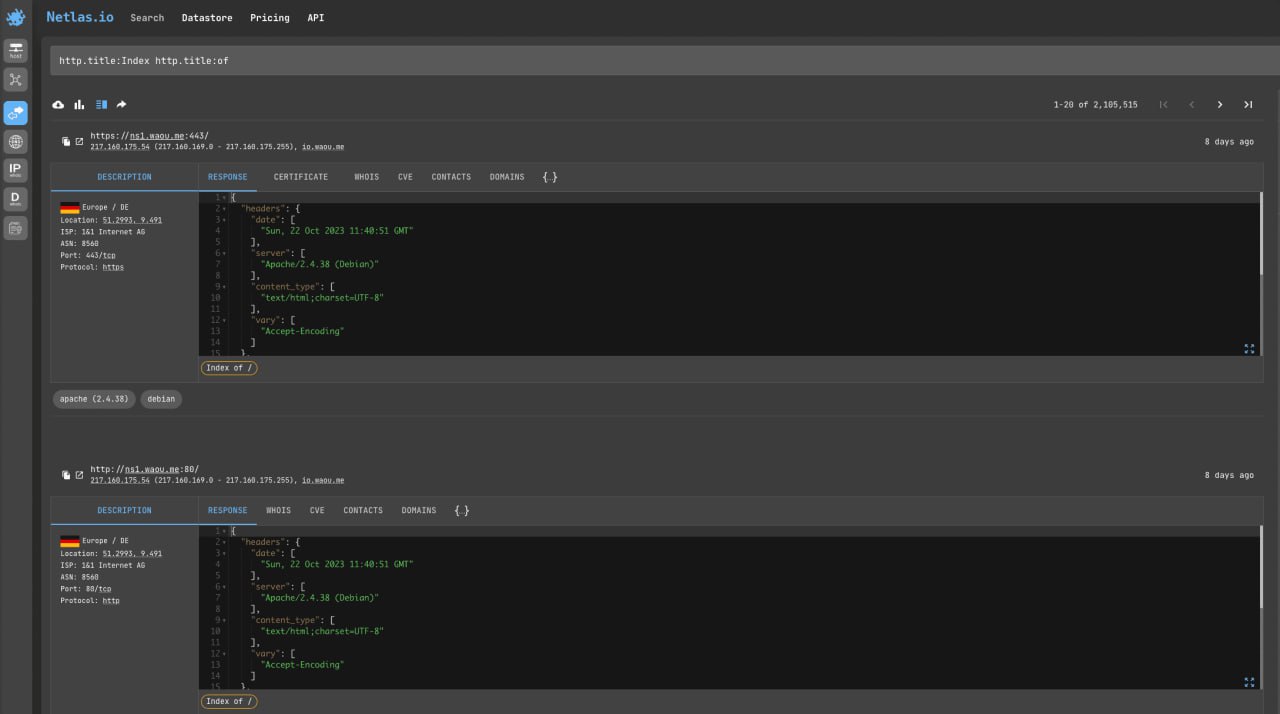 Netlas.io Search Datastore Pricing API
host
http.title:Index http.title:of
1-20 of 2,105,515
https://ns1.waou.me:443/
217.160.175.54 (217.160.169.0 - 217.160.175.255), io.waou.me
8 days ago
DESCRIPTION RESPONSE CERTIFICATE WHOIS CVE CONTACTS DOMAINS {..}
IP
whois
D
whois
Europe / DE
Location: 51.2993, 9.491
ISP: 1&1 Internet AG
ASN: 8560
Port: 443/tcp
Protocol: https
1 {
2 "headers": {
3 "date": [
4 "Sun, 22 Oct 2023 11:40:51 GMT"
5 ],
6 "server": [
7 "Apache/2.4.38 (Debian)"
8 ],
9 "content_type": [
10 "text/html;charset=UTF-8"
11 ],
12 "vary": [
13 "Accept-Encoding"
14 ]
15 },
Index of /
apache (2.4.38) debian
http://ns1.waou.me:80/
217.160.175.54 (217.160.169.0 - 217.160.175.255), io.waou.me
8 days ago
DESCRIPTION RESPONSE WHOIS CVE CONTACTS DOMAINS {..}
Europe / DE
Location: 51.2993, 9.491
ISP: 1&1 Internet AG
ASN: 8560
Port: 80/tcp
Protocol: http
1 {
2 "headers": {
3 "date": [
4 "Sun, 22 Oct 2023 11:40:51 GMT"
5 ],
6 "server": [
7 "Apache/2.4.38 (Debian)"
8 ],
9 "content_type": [
10 "text/html;charset=UTF-8"
11 ],
12 "vary": [
13 "Accept-Encoding"
14 ]
15 },
Index of /